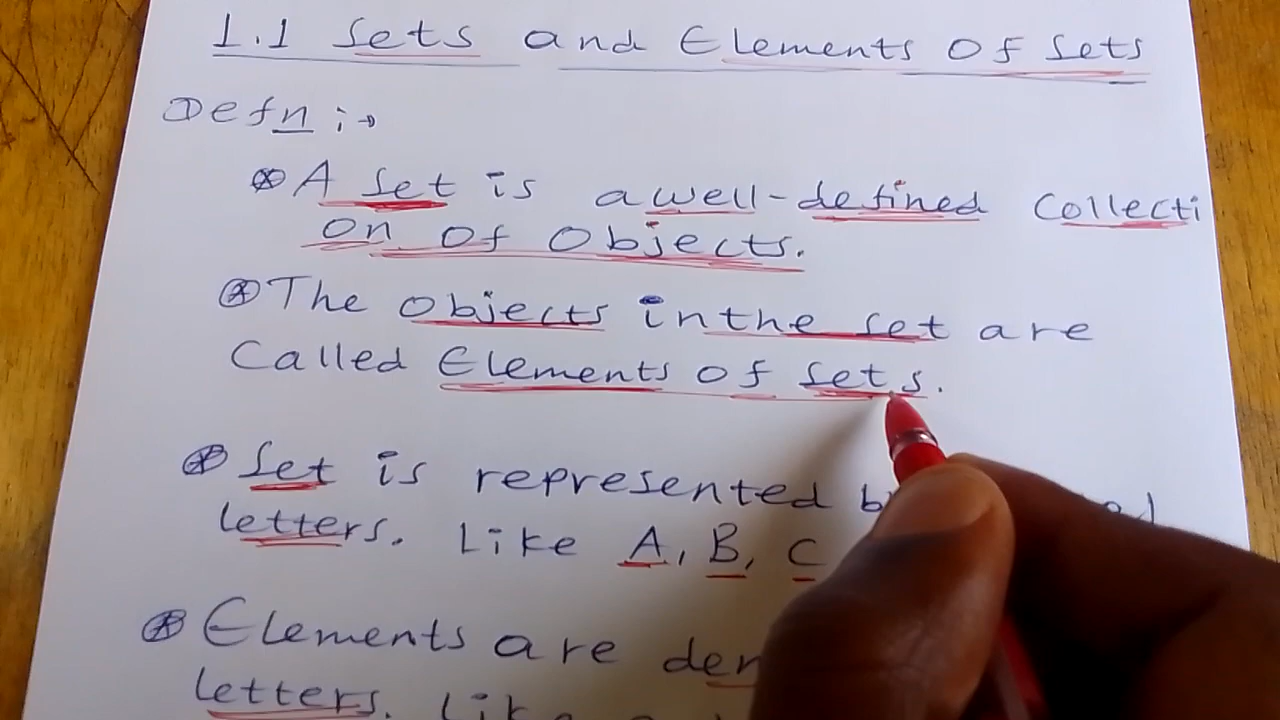 1.1 Sets and Elements Of Sets
Defn :→
A Set is a well-defined Collecti
on of Objects.
The Objects in the set are
Called Elements of Sets.
Set is represented
letters. Like A, B, C
Elements are
letters. Like